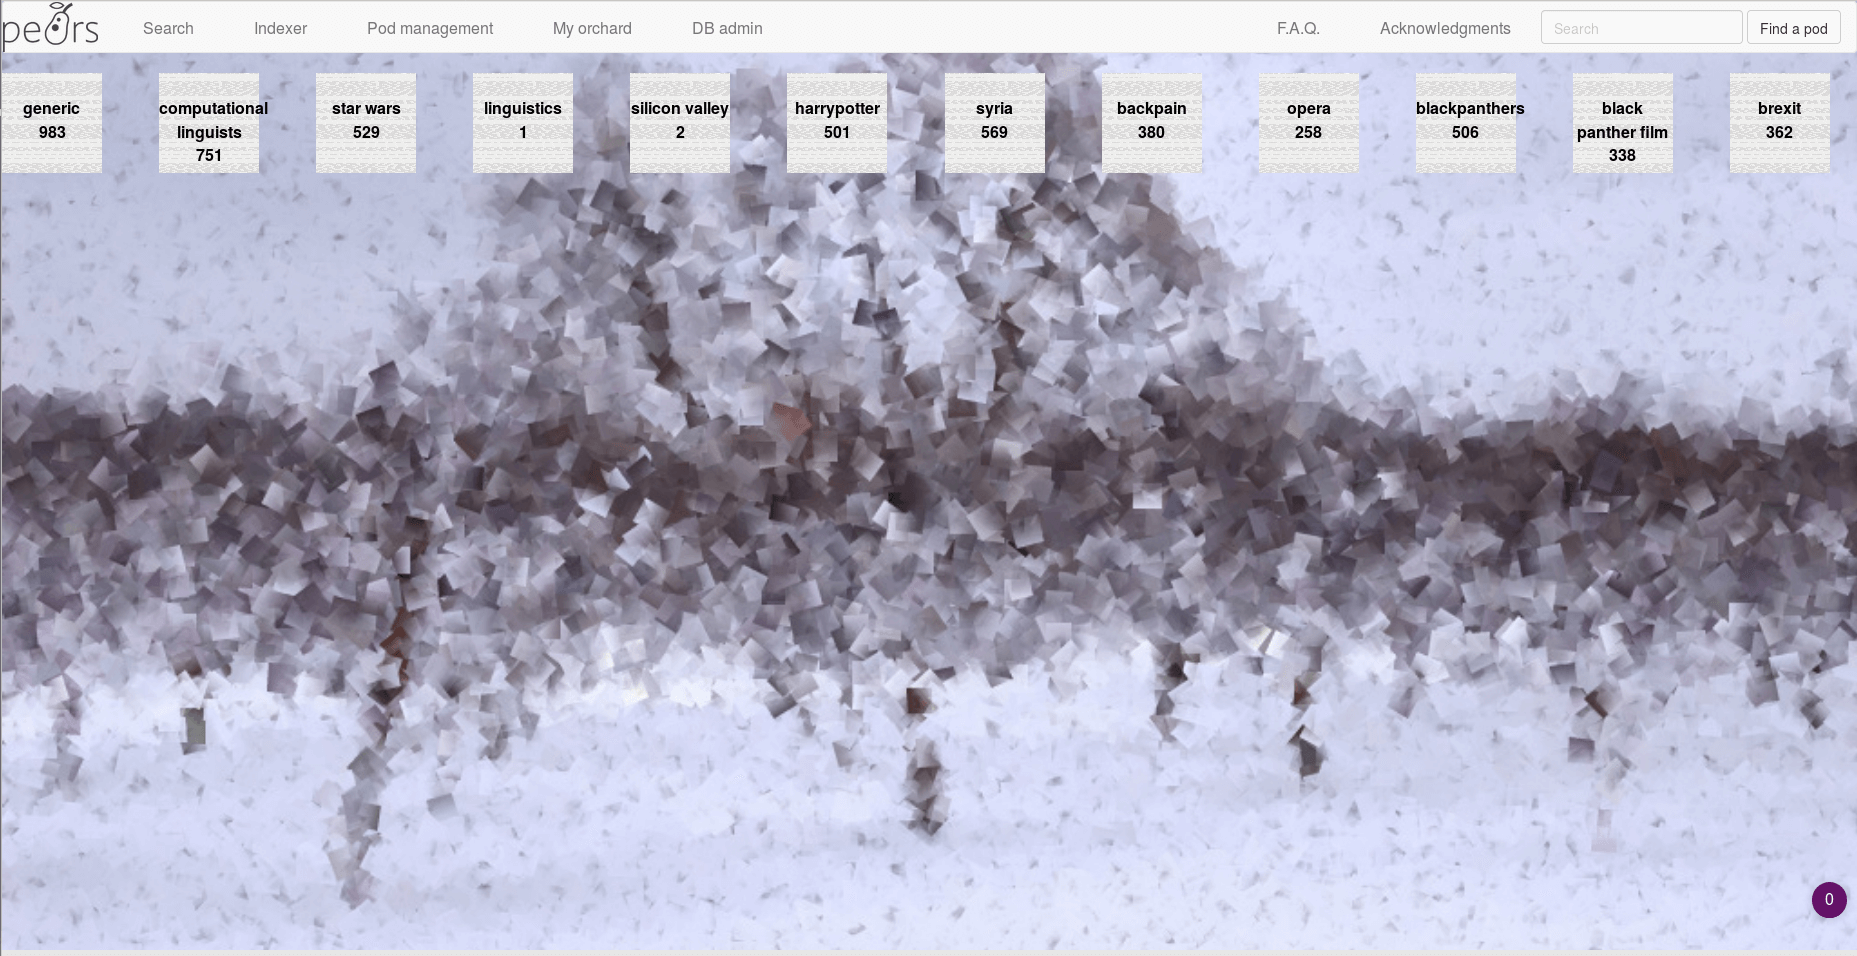 pears
Search Indexer Pod management My orchard DB admin F.A.Q. Acknowledgments Search Find a pod
generic
983
computational
linguists
751
star wars
529
linguistics
1
silicon valley
2
harrypotter
501
syria
569
backpain
380
opera
258
blackpanthers
506
black
panther film
338
brexit
362
0